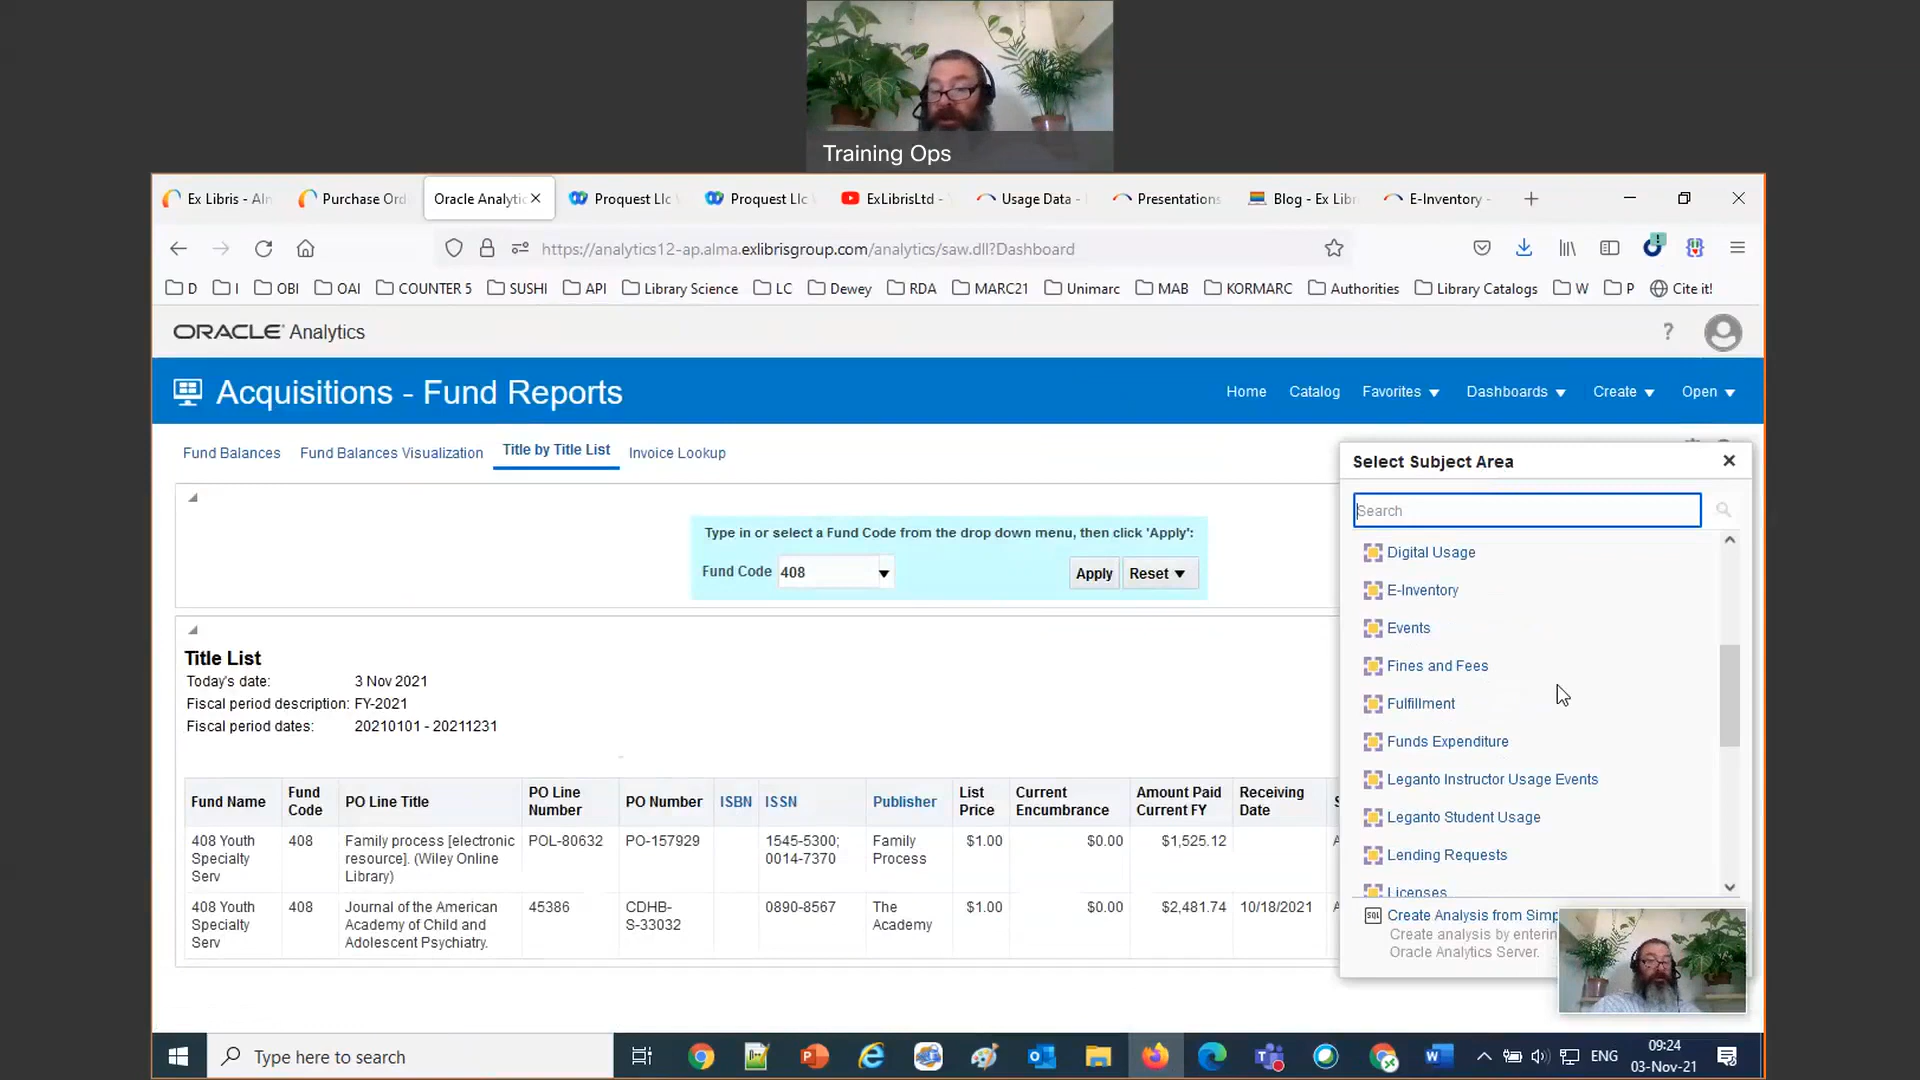 Training Ops
Ex Libris - Alm
Purchase Ord
Oracle Analytic
Proquest Llc
Proquest Llc
ExLibrisLtd -
Usage Data -
Presentations
Blog - Ex Libri
E-Inventory -
https://analytics12-ap.alma.exlibrisgroup.com/analytics/saw.dll?Dashboard
D
I
OBI
OAI
COUNTER 5
SUSHI
API
Library Science
LC
Dewey
RDA
MARC21
Unimarc
MAB
KORMARC
Authorities
Library Catalogs
W
P
Cite it!
ORACLE Analytics
?
Acquisitions - Fund Reports
Home
Catalog
Favorites
Dashboards
Create
Open
Fund Balances
Fund Balances Visualization
Title by Title List
Invoice Lookup
Type in or select a Fund Code from the drop down menu, then click 'Apply':
Fund Code 408
Apply
Reset
Title List
Today's date: 3 Nov 2021
Fiscal period description: FY-2021
Fiscal period dates: 20210101 - 20211231
Fund Name
Fund
Code
PO Line Title
PO Line
Number
PO Number
ISBN
ISSN
Publisher
List
Price
Current
Encumbrance
Amount Paid
Current FY
Receiving
Date
408 Youth
Specialty
Serv
408
Family process [electronic
resource]. (Wiley Online
Library)
POL-80632
PO-157929
1545-5300;
0014-7370
Family
Process
$1.00
$0.00
$1,525.12
408 Youth
Specialty
Serv
408
Journal of the American
Academy of Child and
Adolescent Psychiatry.
45386
CDHB-
S-33032
0890-8567
The
Academy
$1.00
$0.00
$2,481.74
10/18/2021
Select Subject Area
Search
Digital Usage
E-Inventory
Events
Fines and Fees
Fulfillment
Funds Expenditure
Leganto Instructor Usage Events
Leganto Student Usage
Lending Requests
Licenses
SQL
Create Analysis from Simp
Create analysis by enterin
Oracle Analytics Server.
Type here to search
ENG
09:24
03-Nov-21